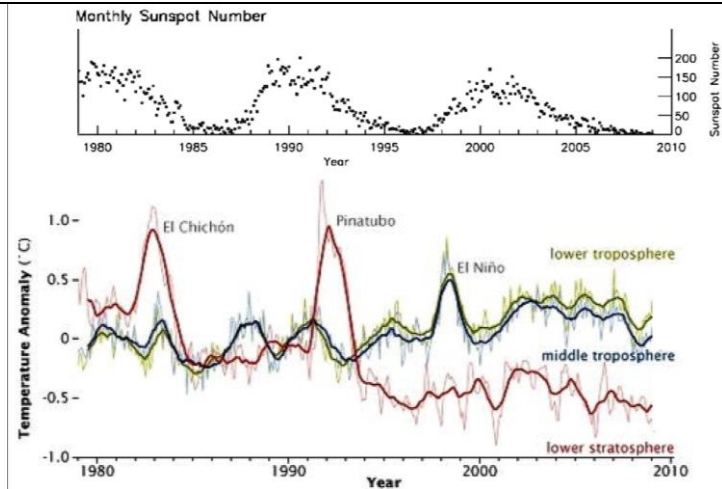 Monthly Sunspot Number
200
150
100
50
0
Sunspot Number
1980 1985 1990 1995 2000 2005 2010
Year
1.0
0.5
0
-0.5
-1.0
Temperature Anomaly (°C)
El Chichón
Pinatubo
El Niño
lower troposphere
middle troposphere
lower stratosphere
1980 1990 2000 2010
Year